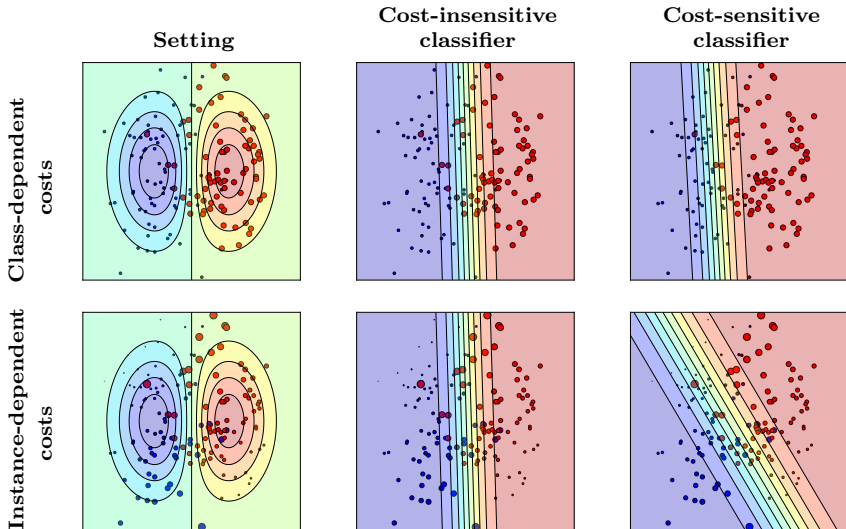 Setting
Cost-insensitive
classifier
Cost-sensitive
classifier
Class-dependent
costs
Instance-dependent
costs